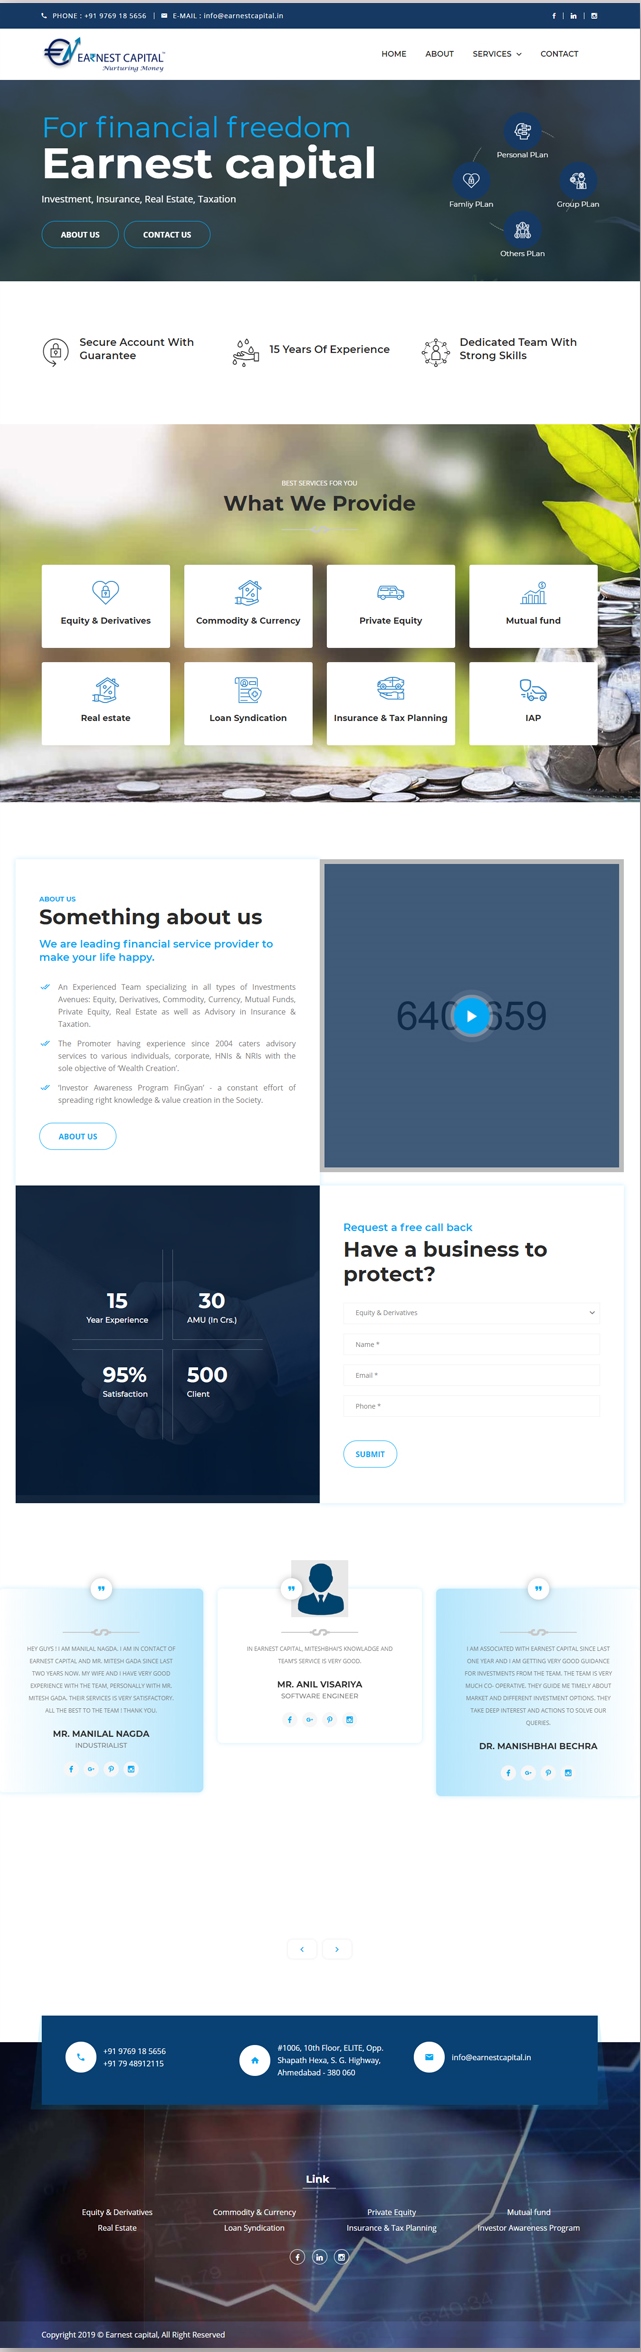 PHONE : +91 9769 18 5656 | E-MAIL : info@earnestcapital.in
EARNEST CAPITAL
Nurturing Money
HOME ABOUT SERVICES CONTACT
For financial freedom
Earnest capital
Investment, Insurance, Real Estate, Taxation
ABOUT US CONTACT US
Personal PLan
Famliy PLan Group PLan
Others PLan
Secure Account With
Guarantee
15 Years Of Experience
Dedicated Team With
Strong Skills
BEST SERVICES FOR YOU
What We Provide
Equity & Derivatives Commodity & Currency Private Equity Mutual fund
Real estate Loan Syndication Insurance & Tax Planning IAP
ABOUT US
Something about us
We are leading financial service provider to
make your life happy.
An Experienced Team specializing in all types of Investments
Avenues: Equity, Derivatives, Commodity, Currency, Mutual Funds,
Private Equity, Real Estate as well as Advisory in Insurance &
Taxation.
The Promoter having experience since 2004 caters advisory
services to various individuals, corporate, HNIs & NRIs with the
sole objective of 'Wealth Creation'.
'Investor Awareness Program FinGyan' - a constant effort of
spreading right knowledge & value creation in the Society.
ABOUT US
15
Year Experience
30
AMU (In Crs.)
95%
Satisfaction
500
Client
Request a free call back
Have a business to
protect?
Equity & Derivatives
Name *
Email *
Phone *
SUBMIT
HEY GUYS ! I AM MANILAL NAGDA. I AM IN CONTACT OF
EARNEST CAPITAL AND MR. MITESH GADA SINCE LAST
TWO YEARS NOW. MY WIFE AND I HAVE VERY GOOD
EXPERIENCE WITH THE TEAM, PERSONALLY WITH MR.
MITESH GADA. THEIR SERVICES IS VERY SATISFACTORY.
ALL THE BEST TO THE TEAM ! THANK YOU.
MR. MANILAL NAGDA
INDUSTRIALIST
IN EARNEST CAPITAL, MITESHBHAI'S KNOWLADGE AND
TEAM'S SERVICE IS VERY GOOD.
MR. ANIL VISARIYA
SOFTWARE ENGINEER
I AM ASSOCIATED WITH EARNEST CAPITAL SINCE LAST
ONE YEAR AND I AM GETTING VERY GOOD GUIDANCE
FOR INVESTMENTS FROM THE TEAM. THE TEAM IS VERY
MUCH CO- OPERATIVE. THEY GUIDE ME TIMELY ABOUT
MARKET AND DIFFERENT INVESTMENT OPTIONS. THEY
TAKE DEEP INTEREST AND ACTIONS TO SOLVE OUR
QUERIES.
DR. MANISHBHAI BECHRA
+91 9769 18 5656
+91 79 48912115
#1006, 10th Floor, ELITE, Opp.
Shapath Hexa, S. G. Highway,
Ahmedabad - 380 060
info@earnestcapital.in
Link
Equity & Derivatives Commodity & Currency Private Equity Mutual fund
Real Estate Loan Syndication Insurance & Tax Planning Investor Awareness Program
Copyright 2019 © Earnest capital, All Right Reserved